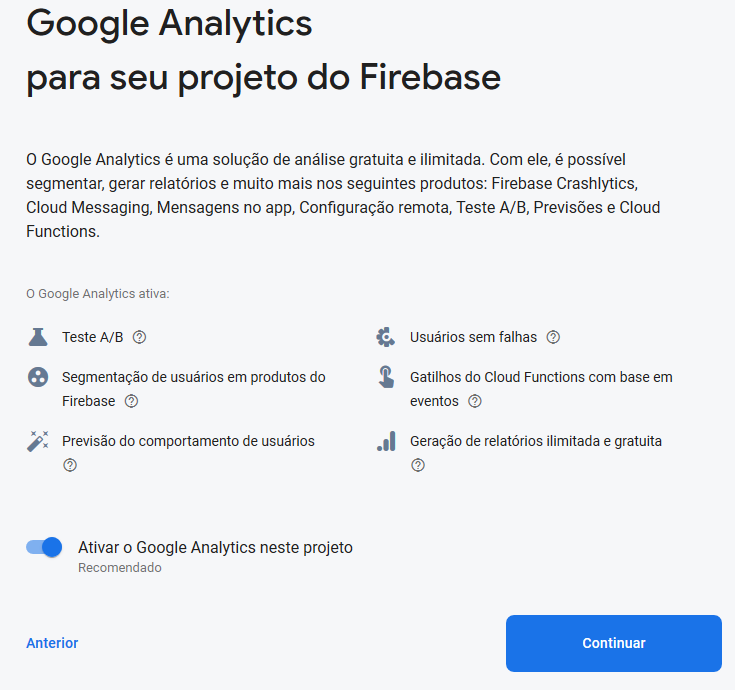 Google Analytics
para seu projeto do Firebase
O Google Analytics é uma solução de análise gratuita e ilimitada. Com ele, é possível
segmentar, gerar relatórios e muito mais nos seguintes produtos: Firebase Crashlytics,
Cloud Messaging, Mensagens no app, Configuração remota, Teste A/B, Previsões e Cloud
Functions.
O Google Analytics ativa:
Teste A/B
Usuários sem falhas
Segmentação de usuários em produtos do
Firebase
Gatilhos do Cloud Functions com base em
eventos
Previsão do comportamento de usuários
Geração de relatórios ilimitada e gratuita
Ativar o Google Analytics neste projeto
Recomendado
Anterior
Continuar